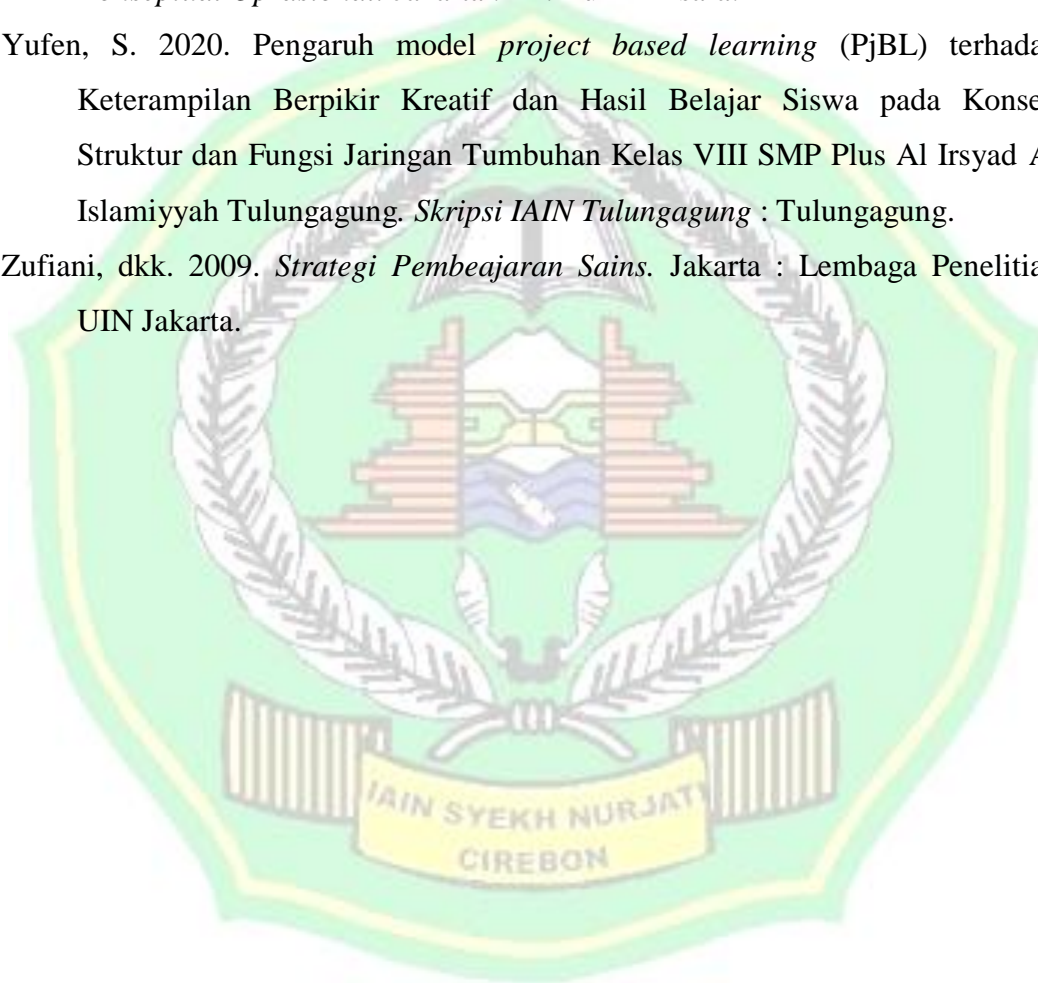 Yufen, S. 2020. Pengaruh model project based learning (PjBL) terhada
Keterampilan Berpikir Kreatif dan Hasil Belajar Siswa pada Konse
Struktur dan Fungsi Jaringan Tumbuhan Kelas VIII SMP Plus Al Irsyad A
Islamiyyah Tulungagung. Skripsi IAIN Tulungagung : Tulungagung.
Zufiani, dkk. 2009. Strategi Pembeajaran Sains. Jakarta : Lembaga Penelitia
UIN Jakarta.
IAIN SYEKH NURJATI
CIREBON